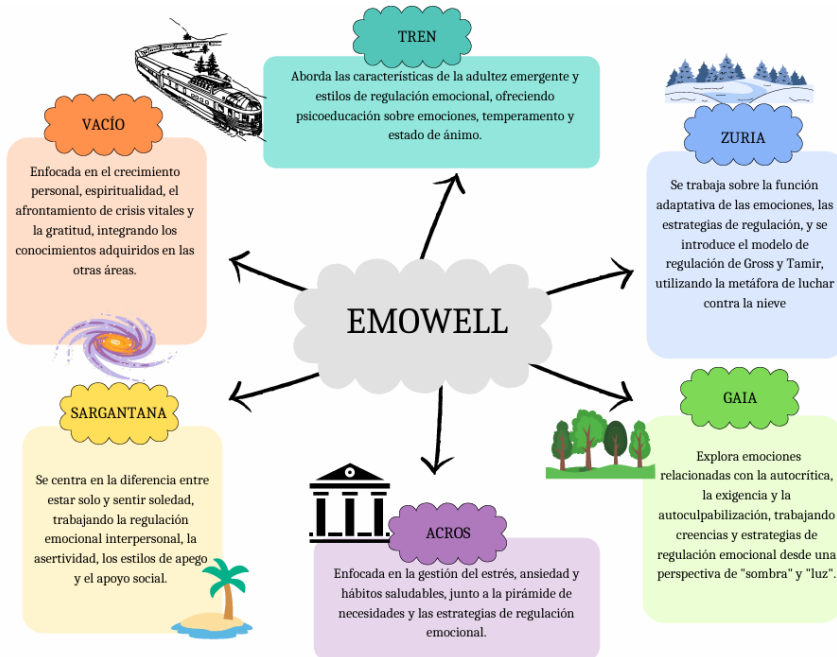 TREN
Aborda las características de la adultez emergente y
estilos de regulación emocional, ofreciendo
psicoeducación sobre emociones, temperamento y
estado de ánimo.
ZURIA
Se trabaja sobre la función
adaptativa de las emociones, las
estrategias de regulación, y se
introduce el modelo de
regulación de Gross y Tamir,
utilizando la metáfora de luchar
contra la nieve
VACÍO
Enfocada en el crecimiento
personal, espiritualidad, el
afrontamiento de crisis vitales y
la gratitud, integrando los
conocimientos adquiridos en las
otras áreas.
EMOWELL
GAIA
Explora emociones
relacionadas con la autocrítica,
la exigencia y la
autoculpabilización, trabajando
creencias y estrategias de
regulación emocional desde una
perspectiva de "sombra" y "luz".
SARGANTANA
Se centra en la diferencia entre
estar solo y sentir soledad,
trabajando la regulación
emocional interpersonal, la
asertividad, los estilos de apego
y el apoyo social.
ACROS
Enfocada en la gestión del estrés, ansiedad y
hábitos saludables, junto a la pirámide de
necesidades y las estrategias de regulación
emocional.